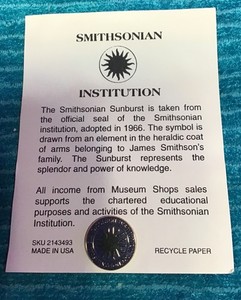 SMITHSONIAN
INSTITUTION
The Smithsonian Sunburst is taken from
the official seal of the Smithsonian
institution, adopted in 1966. The symbol is
drawn from an element in the heraldic coat
of arms belonging to James Smithson's
family. The Sunburst represents the
splendor and power of knowledge.
All income from Museum Shops sales
supports the chartered educational
purposes and activities of the Smithsonian
Institution.
SKU 2143493
MADE IN USA
RECYCLE PAPER